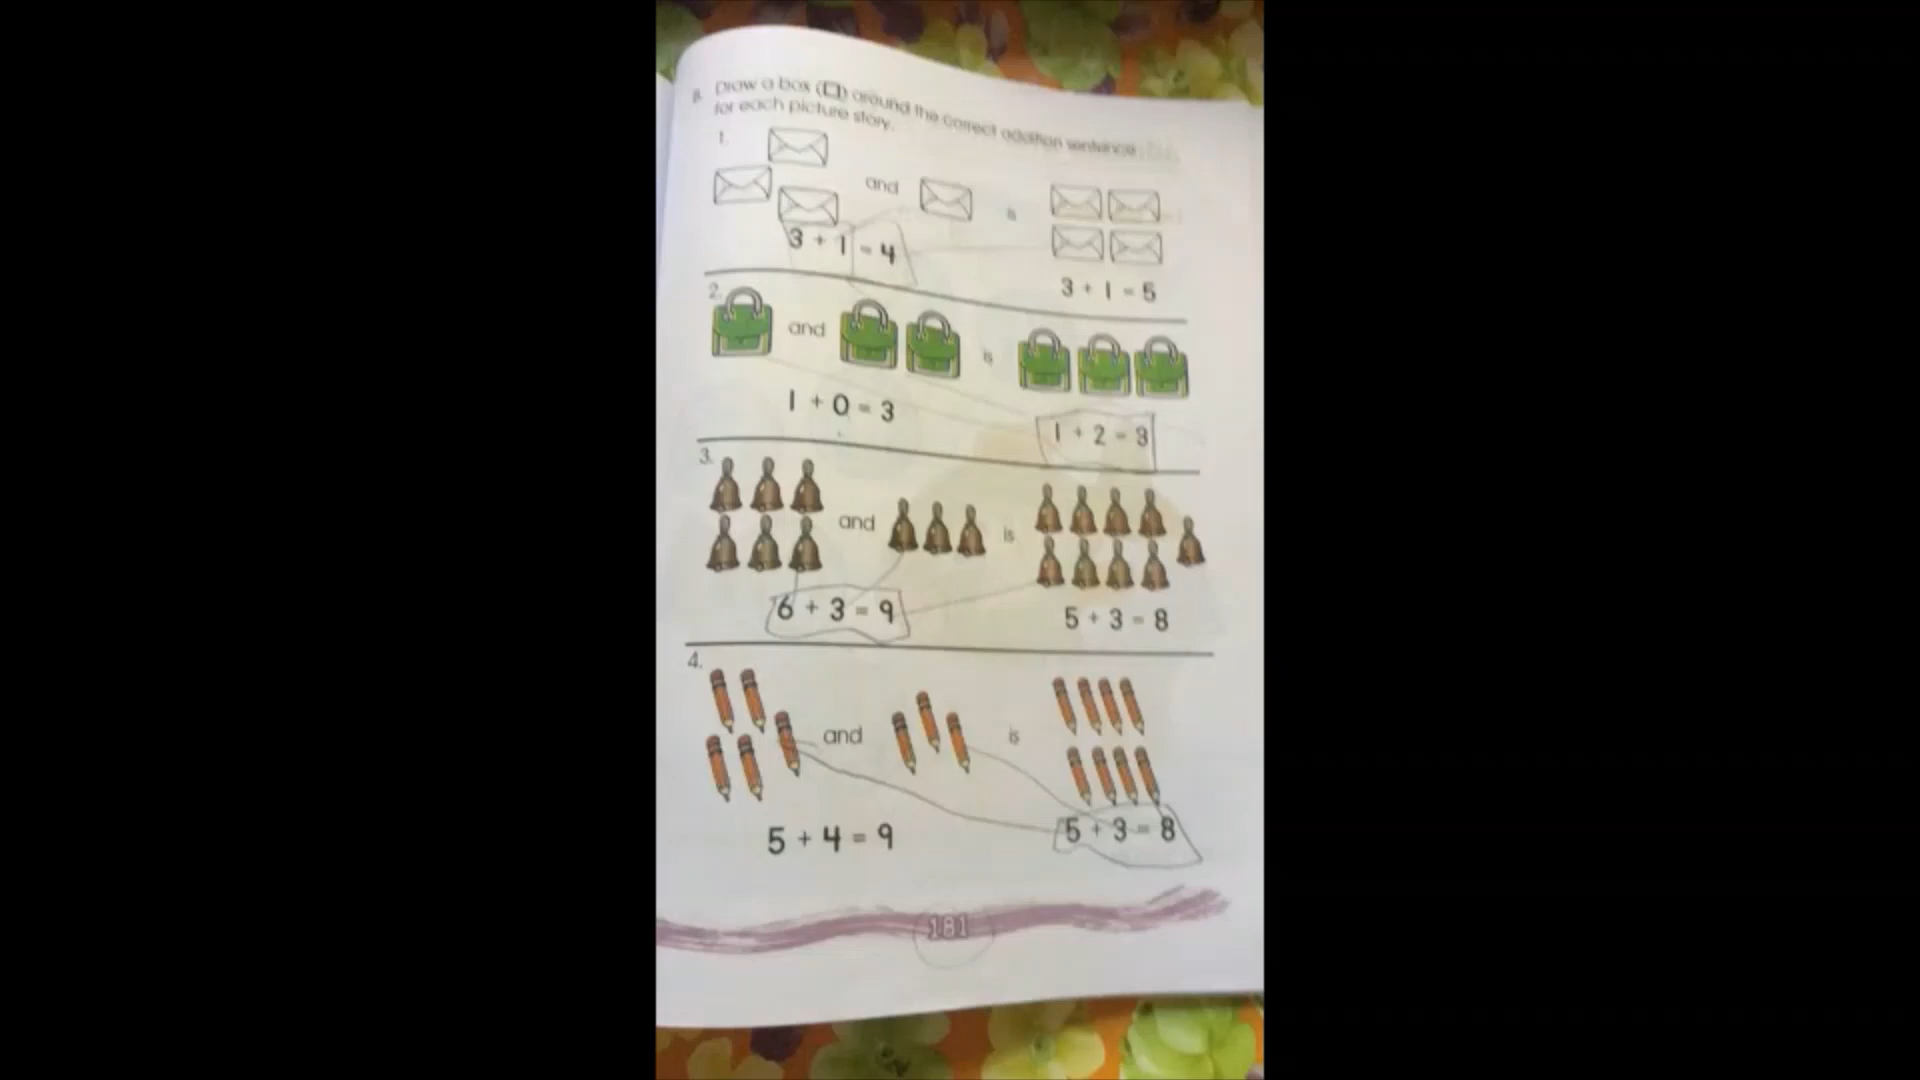 B. Draw a box (□) around the correct addition sentence
for each picture story.
1.
and
is
3 + 1 = 4
3 + 1 = 5
2.
and
is
1 + 0 = 3
1 + 2 = 3
3.
and
is
6 + 3 = 9
5 + 3 = 8
4.
and
is
5 + 4 = 9
5 + 3 = 8
181